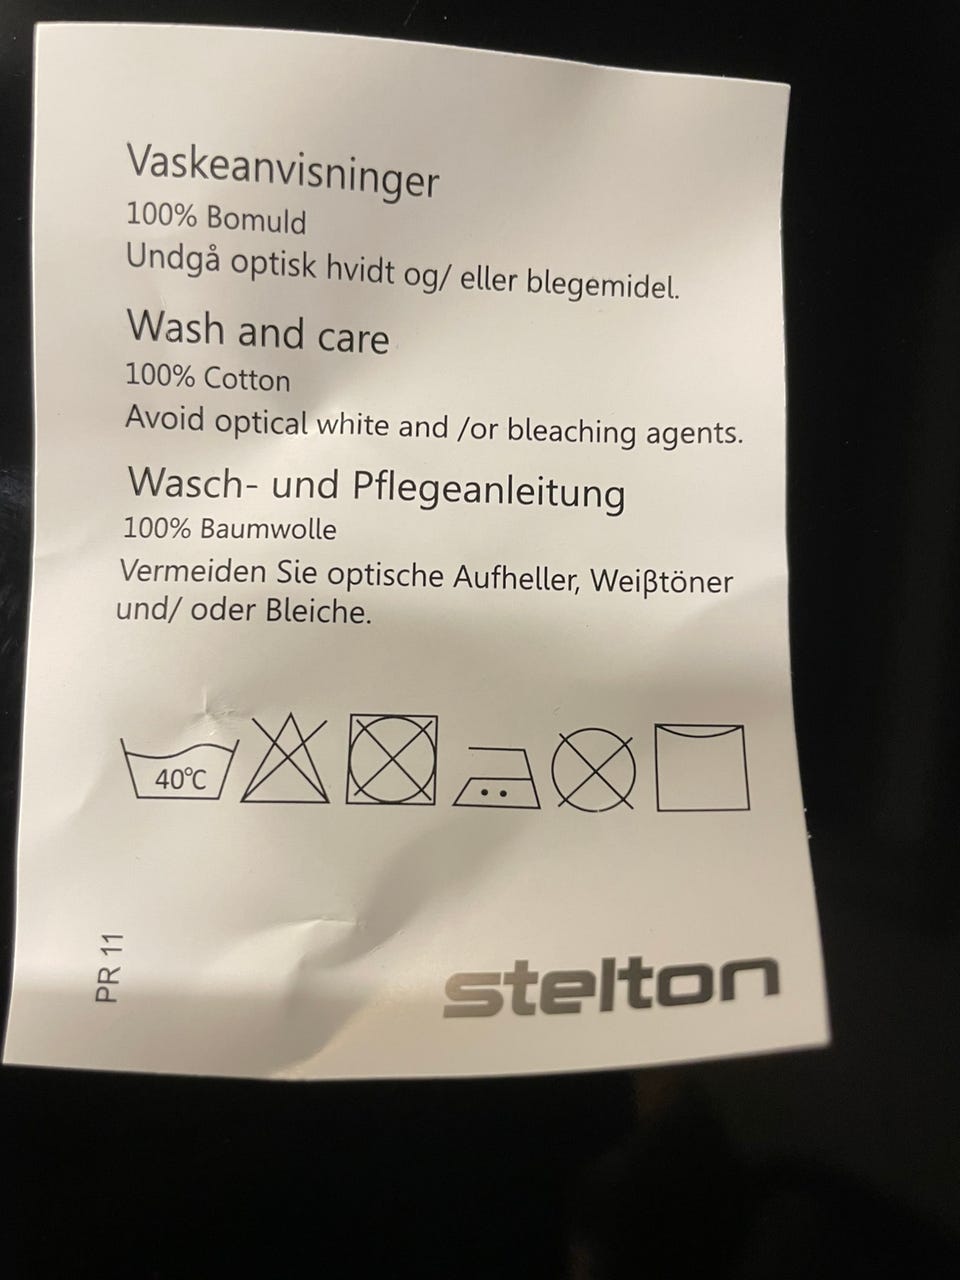 Vaskeanvisninger
100% Bomuld
Undgå optisk hvidt og/ eller blegemidel.
Wash and care
100% Cotton
Avoid optical white and /or bleaching agents.
Wasch- und Pflegeanleitung
100% Baumwolle
Vermeiden Sie optische Aufheller, Weiβtöner
und/ oder Bleiche.
40°C
PR 11
stelton